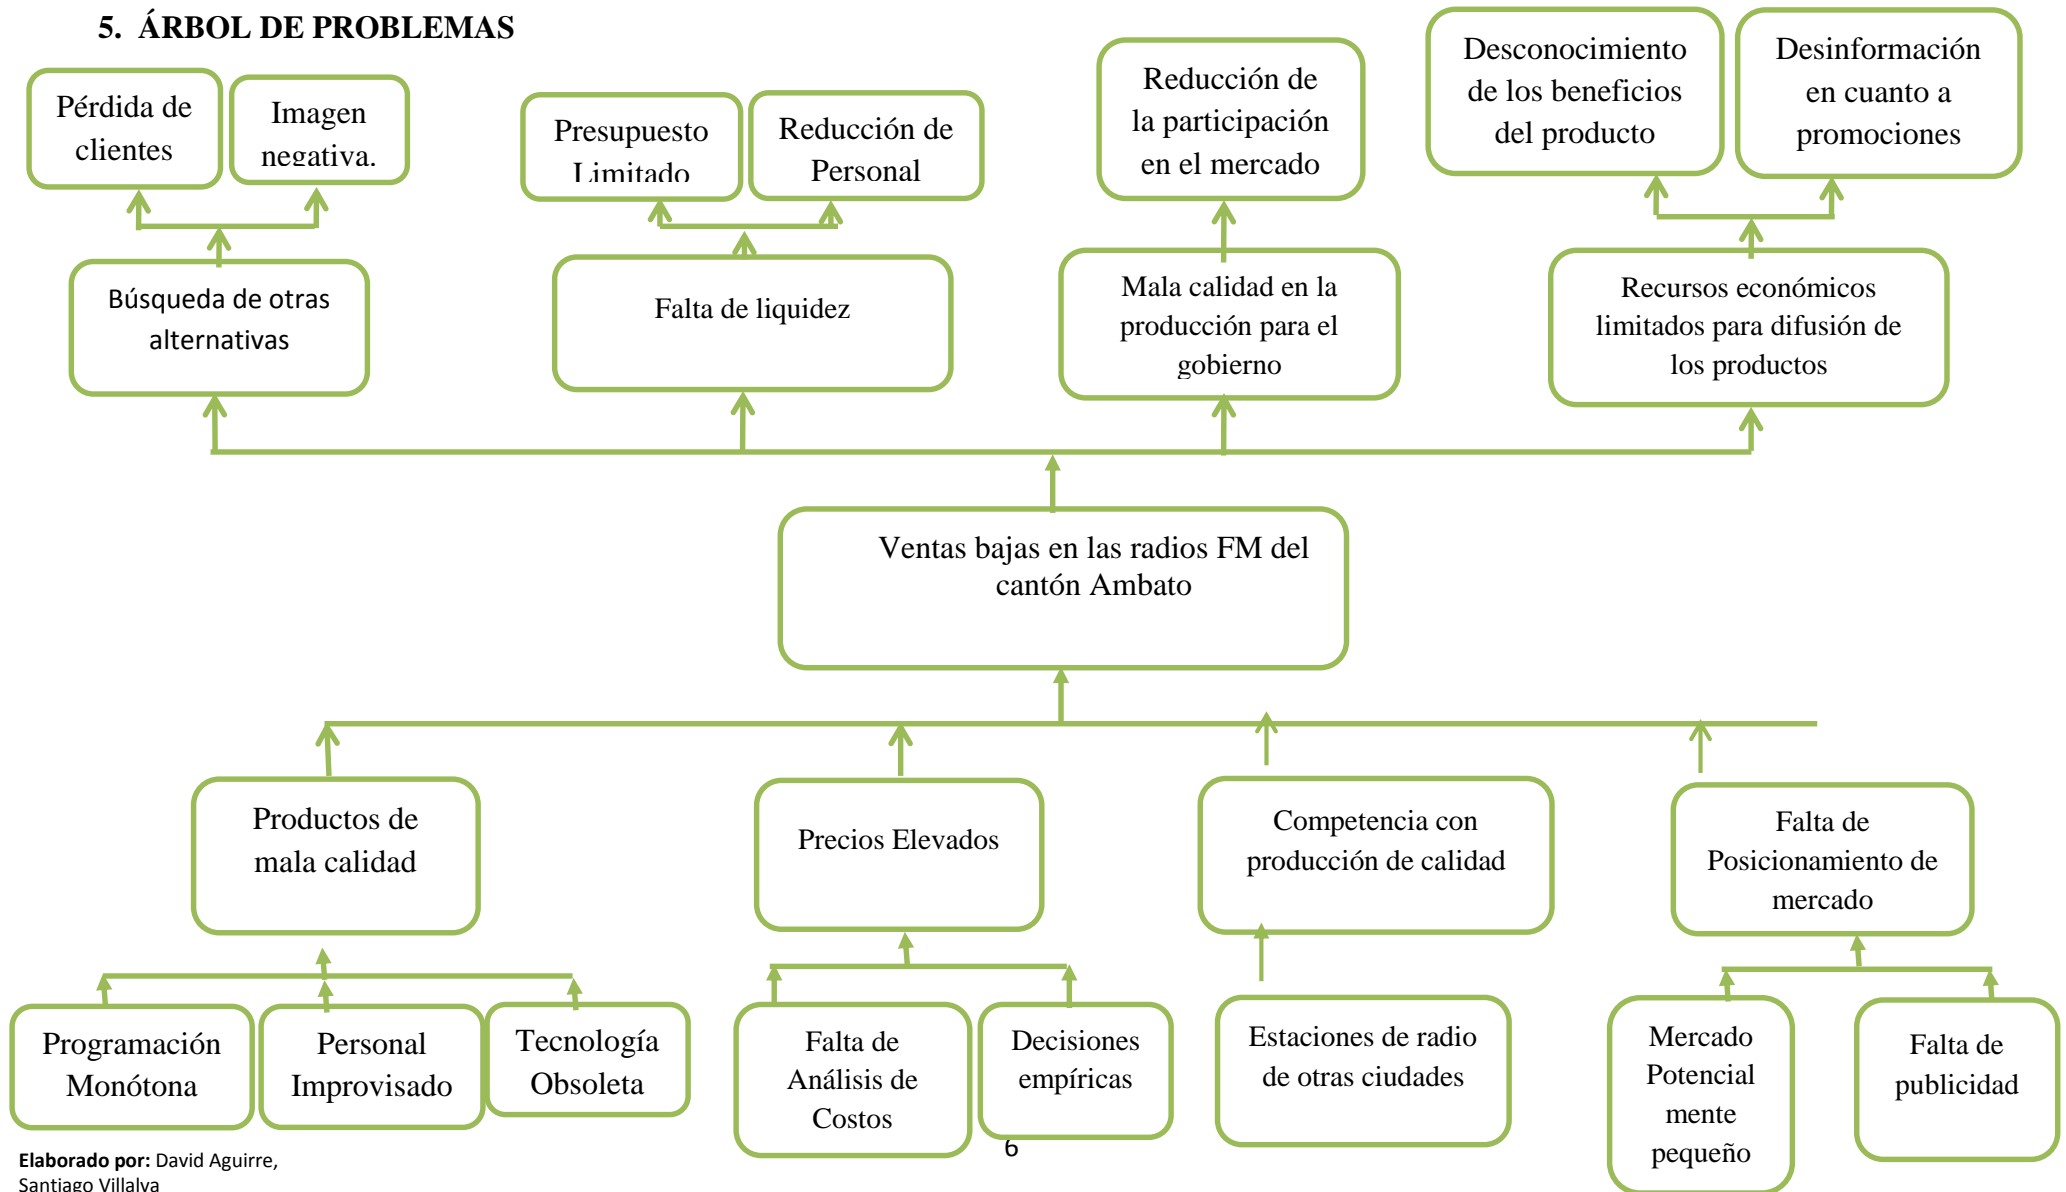 5. ÁRBOL DE PROBLEMAS
Pérdida de
clientes
Imagen
negativa.
Presupuesto
Limitado
Reducción de
Personal
Reducción de
la participación
en el mercado
Desconocimiento
de los beneficios
del producto
Desinformación
en cuanto a
promociones
Búsqueda de otras
alternativas
Falta de liquidez
Mala calidad en la
producción para el
gobierno
Recursos económicos
limitados para difusión de
los productos
Ventas bajas en las radios FM del
cantón Ambato
Productos de
mala calidad
Precios Elevados
Competencia con
producción de calidad
Falta de
Posicionamiento de
mercado
Programación
Monótona
Personal
Improvisado
Tecnología
Obsoleta
Falta de
Análisis de
Costos
Decisiones
empíricas
Estaciones de radio
de otras ciudades
Mercado
Potencial
mente
pequeño
Falta de
publicidad
6
Elaborado por: David Aguirre,
Santiago Villalva